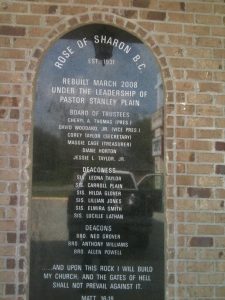 ROSE OF SHARON B.C.
EST. 1931
REBUILT MARCH 2008
UNDER THE LEADERSHIP OF
PASTOR STANLEY PLAIN
BOARD OF TRUSTEES
CHERYL A. THOMAS (PRES.)
DAVID WOODARD, JR. (VICE PRES.)
COREY TAYLOR (SECRETARY)
MAGGIE CAGE (TREASURER)
DIANE HORTON
JESSIE L. TAYLOR, JR.
DEACONESS
SIS. LEONA TAYLOR
SIS. CARROLL PLAIN
SIS. HILDA GLOVER
SIS. LILLIAN JONES
SIS. ELMIRA SMITH
SIS. LUCILLE LATHAN
DEACONS
BRO. NED GROVER
BRO. ANTHONY WILLIAMS
BRO. ALLEN POWELL
...AND UPON THIS ROCK I WILL BUILD
MY CHURCH, AND THE GATES OF HELL
SHALL NOT PREVAIL AGAINST IT.
MATT. 16:18